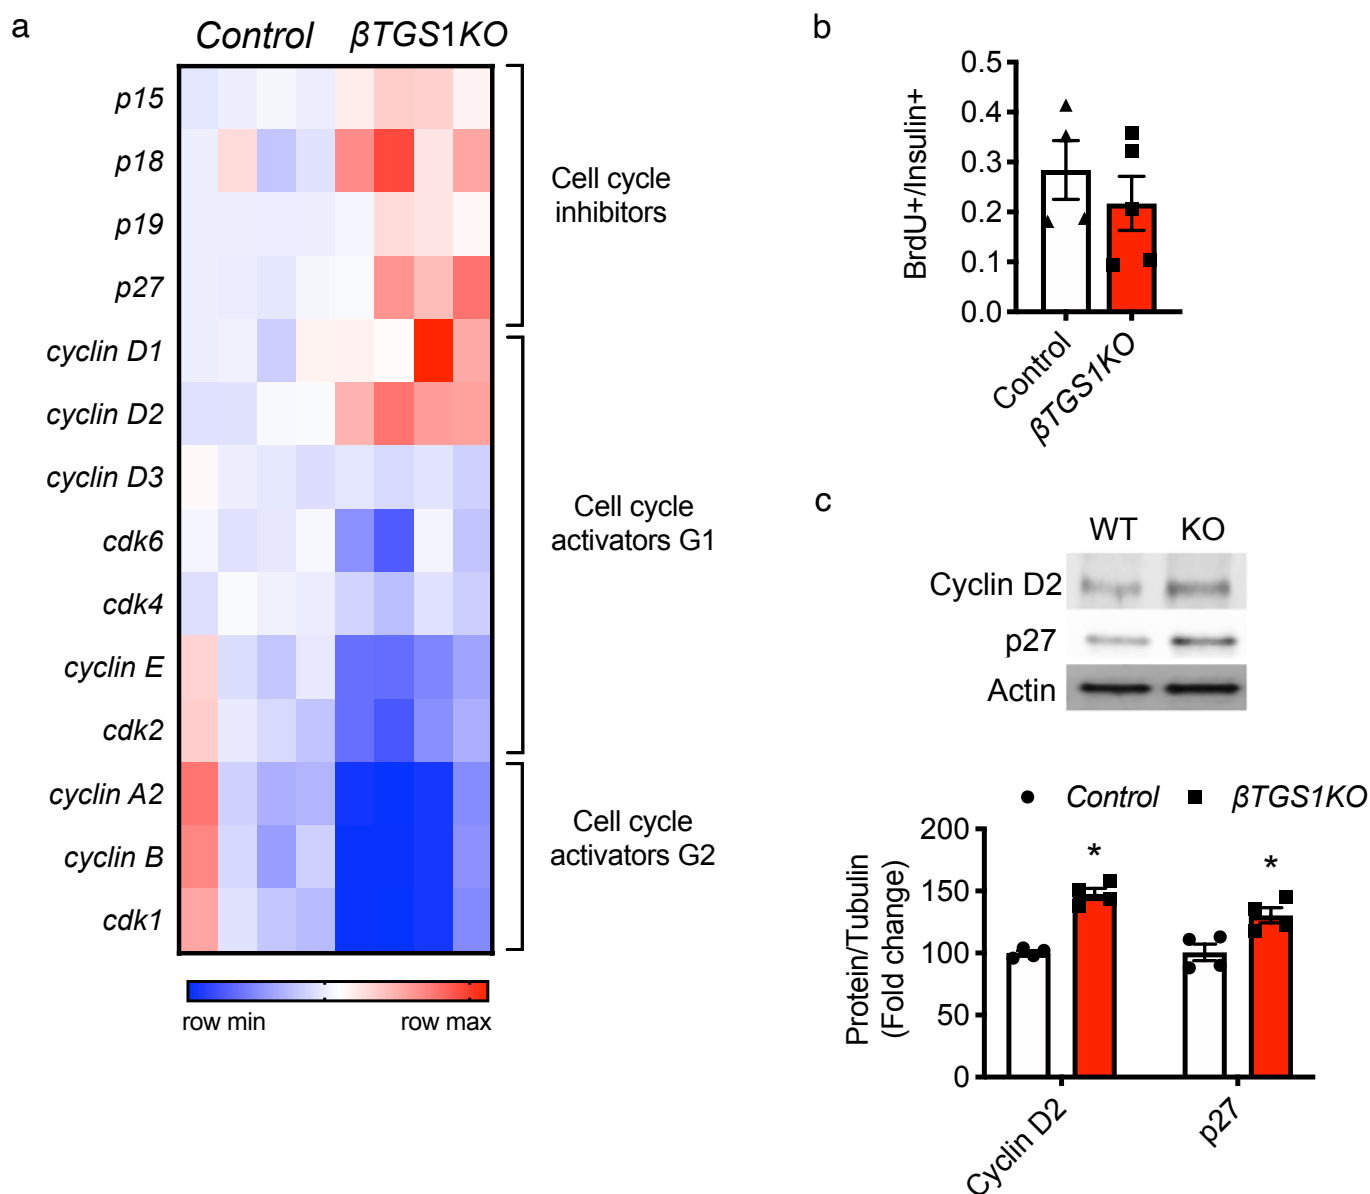 a
Control βTGS1KO
p15
p18
p19
p27
cyclin D1
cyclin D2
cyclin D3
cdk6
cdk4
cyclin E
cdk2
cyclin A2
cyclin B
cdk1
Cell cycle
inhibitors
Cell cycle
activators G1
Cell cycle
activators G2
row min row max
b
BrdU+/Insulin+
0.5
0.4
0.3
0.2
0.1
0.0
Control
βTGS1KO
c
WT KO
Cyclin D2
p27
Actin
Control βTGS1KO
Protein/Tubulin
(Fold change)
200
150
100
50
0
* *
Cyclin D2
p27